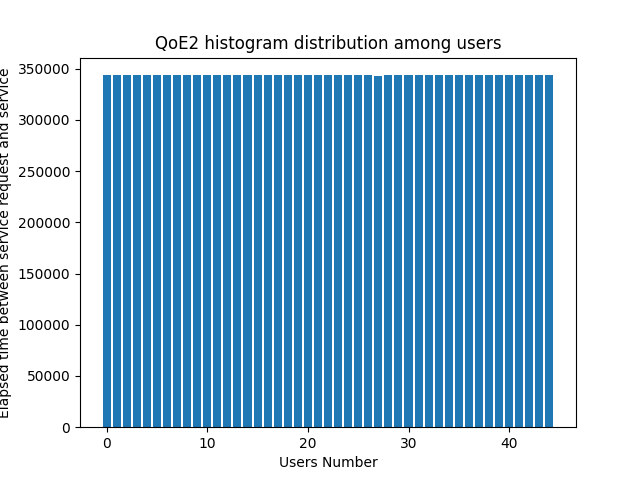 QoE2 histogram distribution among users
Elapsed time between service request and service
350000
300000
250000
200000
150000
100000
50000
0
0 10 20 30 40
Users Number